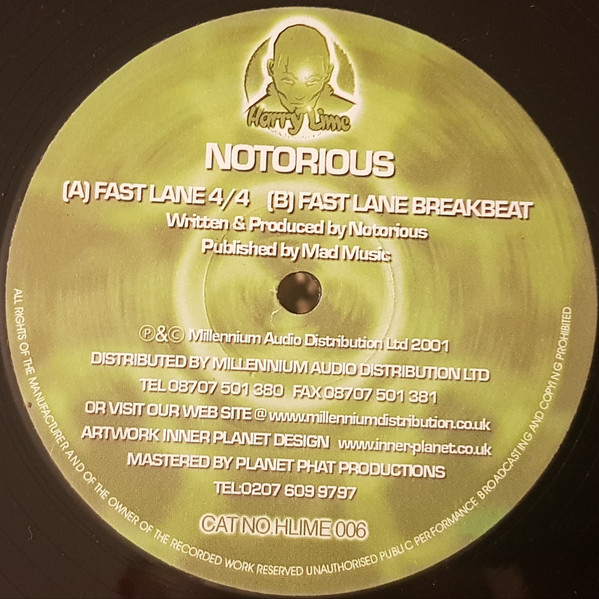 Harry Lime
NOTORIOUS
(A) FAST LANE 4/4 (B) FAST LANE BREAKBEAT
Written & Produced by Notorious
Published by Mad Music
℗&© Millennium Audio Distribution Ltd 2001
DISTRIBUTED BY MILLENNIUM AUDIO DISTRIBUTION LTD
TEL 08707 501 380 FAX 08707 501 381
OR VISIT OUR WEB SITE @ www.millenniumdistribution.co.uk
ARTWORK INNER PLANET DESIGN www.inner-planet.co.uk
MASTERED BY PLANET PHAT PRODUCTIONS
TEL:0207 609 9797
CAT NO.HLIME 006
ALL RIGHTS OF THE MANUFACTURER AND OF THE OWNER OF THE RECORDED WORK RESERVED UNAUTHORISED PUBLIC PERFORMANCE BROADCASTING AND COPYING PROHIBITED